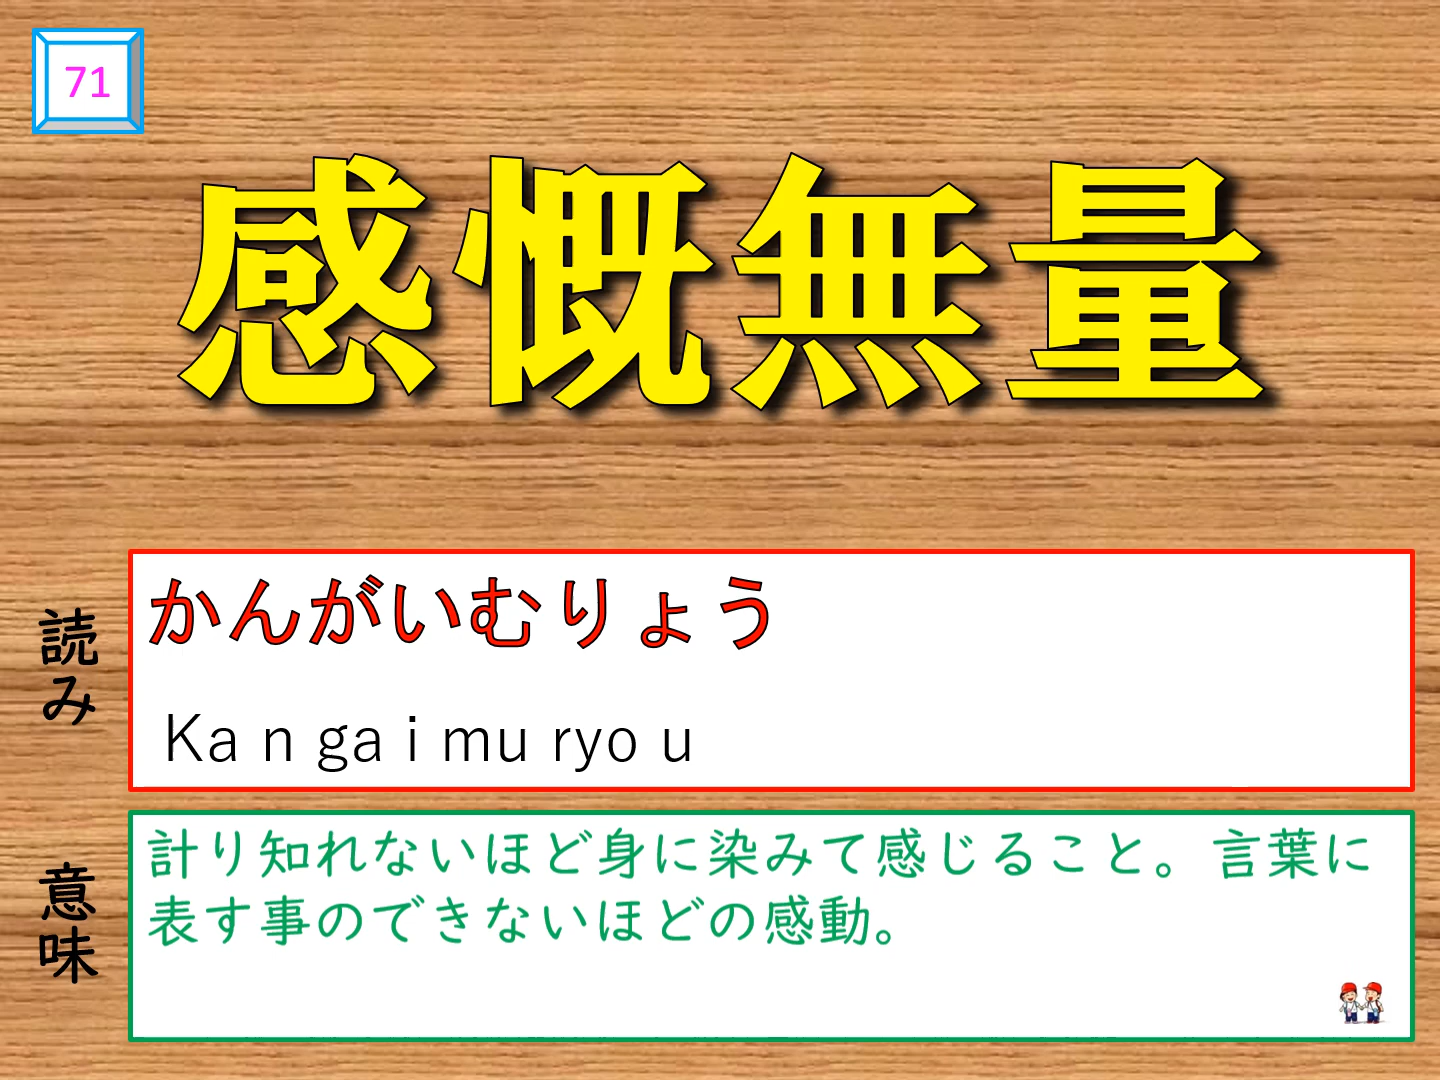 71
感慨無量
読み
かんがいむりょう
Ka n ga i mu ryo u
意味
計り知れないほど身に染みて感じること。言葉に
表す事のできないほどの感動。